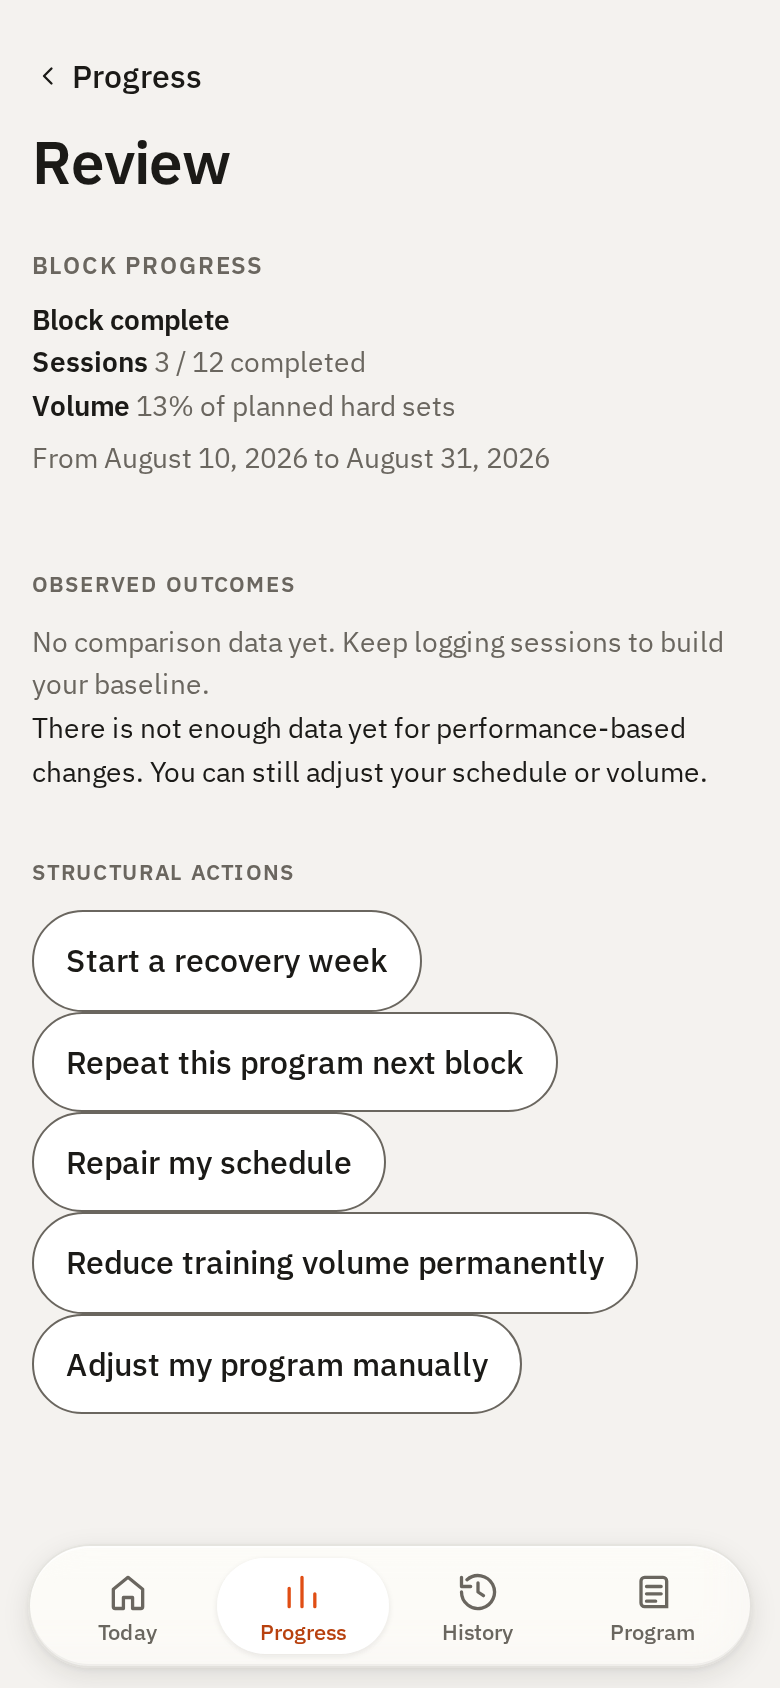 Progress
Review
BLOCK PROGRESS
Block complete
Sessions 3 / 12 completed
Volume 13% of planned hard sets
From August 10, 2026 to August 31, 2026
OBSERVED OUTCOMES
No comparison data yet. Keep logging sessions to build
your baseline.
There is not enough data yet for performance-based
changes. You can still adjust your schedule or volume.
STRUCTURAL ACTIONS
Start a recovery week
Repeat this program next block
Repair my schedule
Reduce training volume permanently
Adjust my program manually
Today Progress History Program